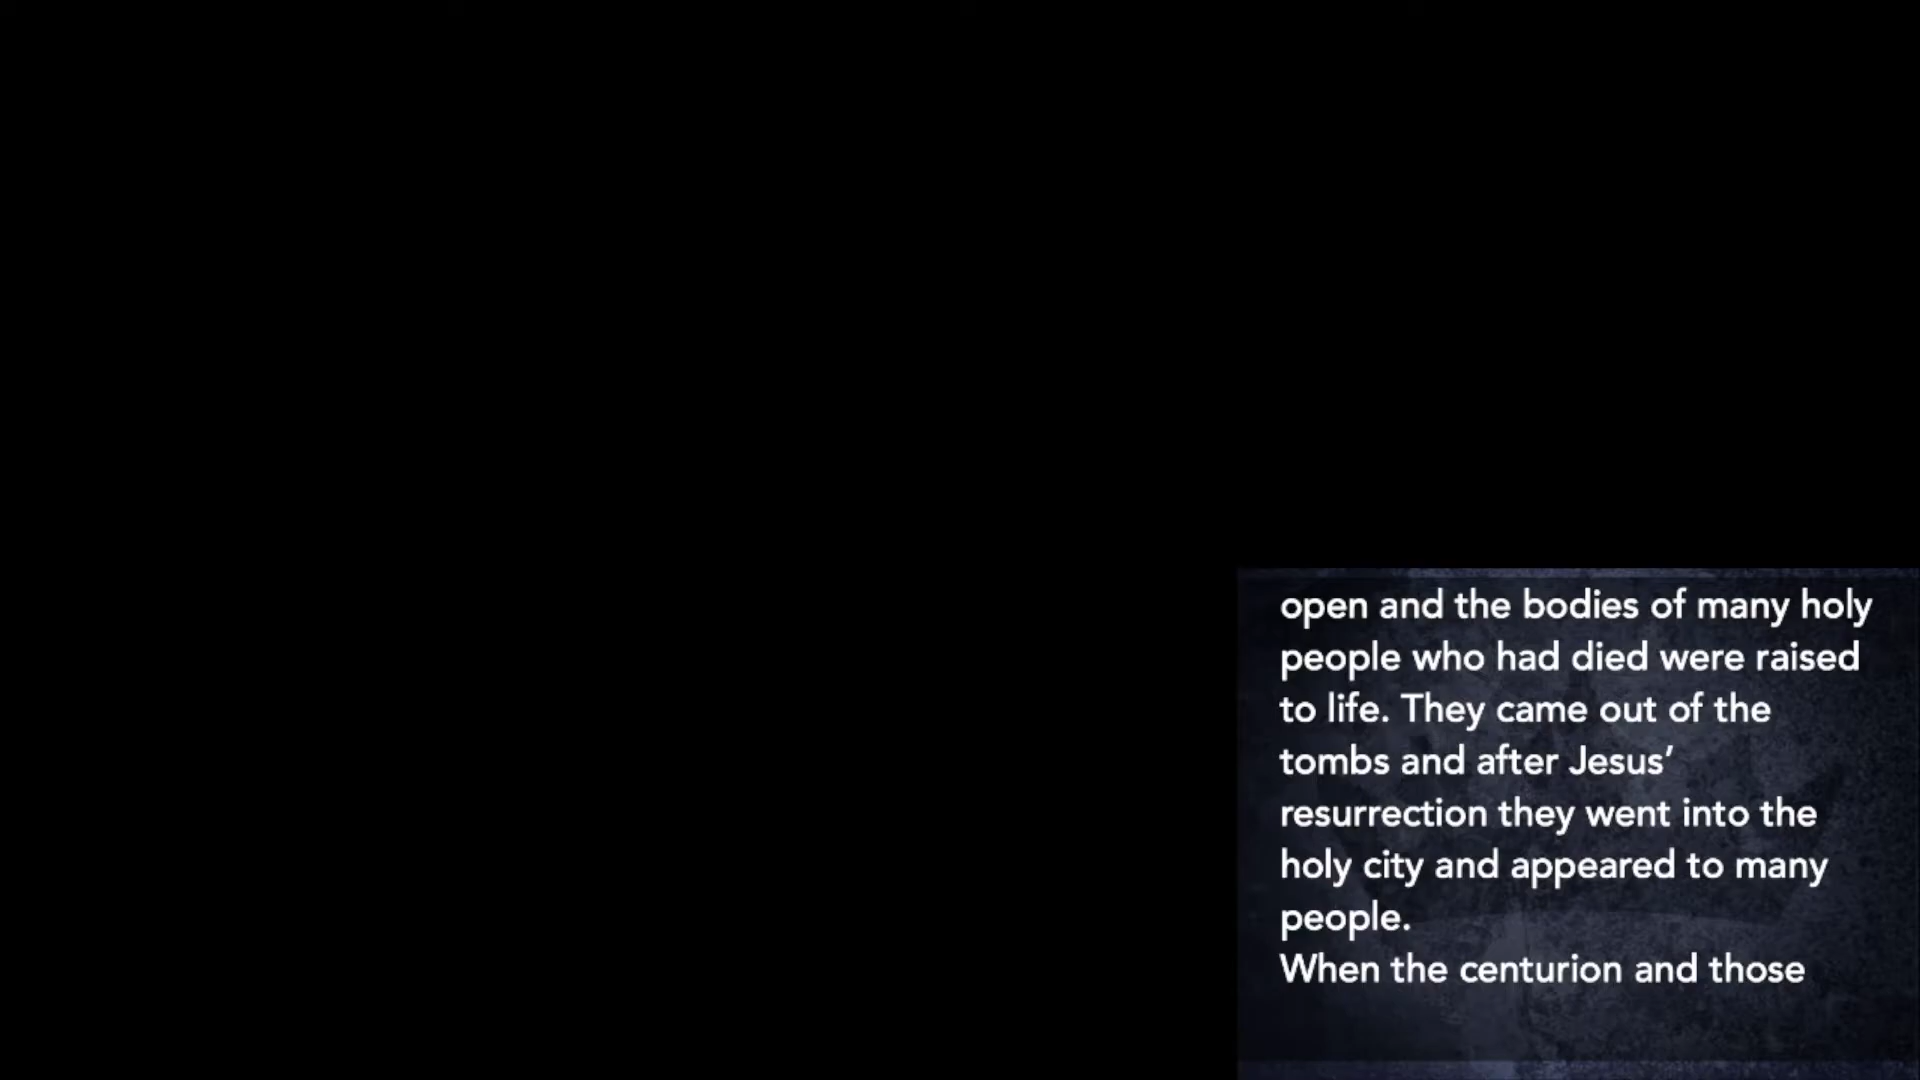 open and the bodies of many holy
people who had died were raised
to life. They came out of the
tombs and after Jesus’
resurrection they went into the
holy city and appeared to many
people.
When the centurion and those